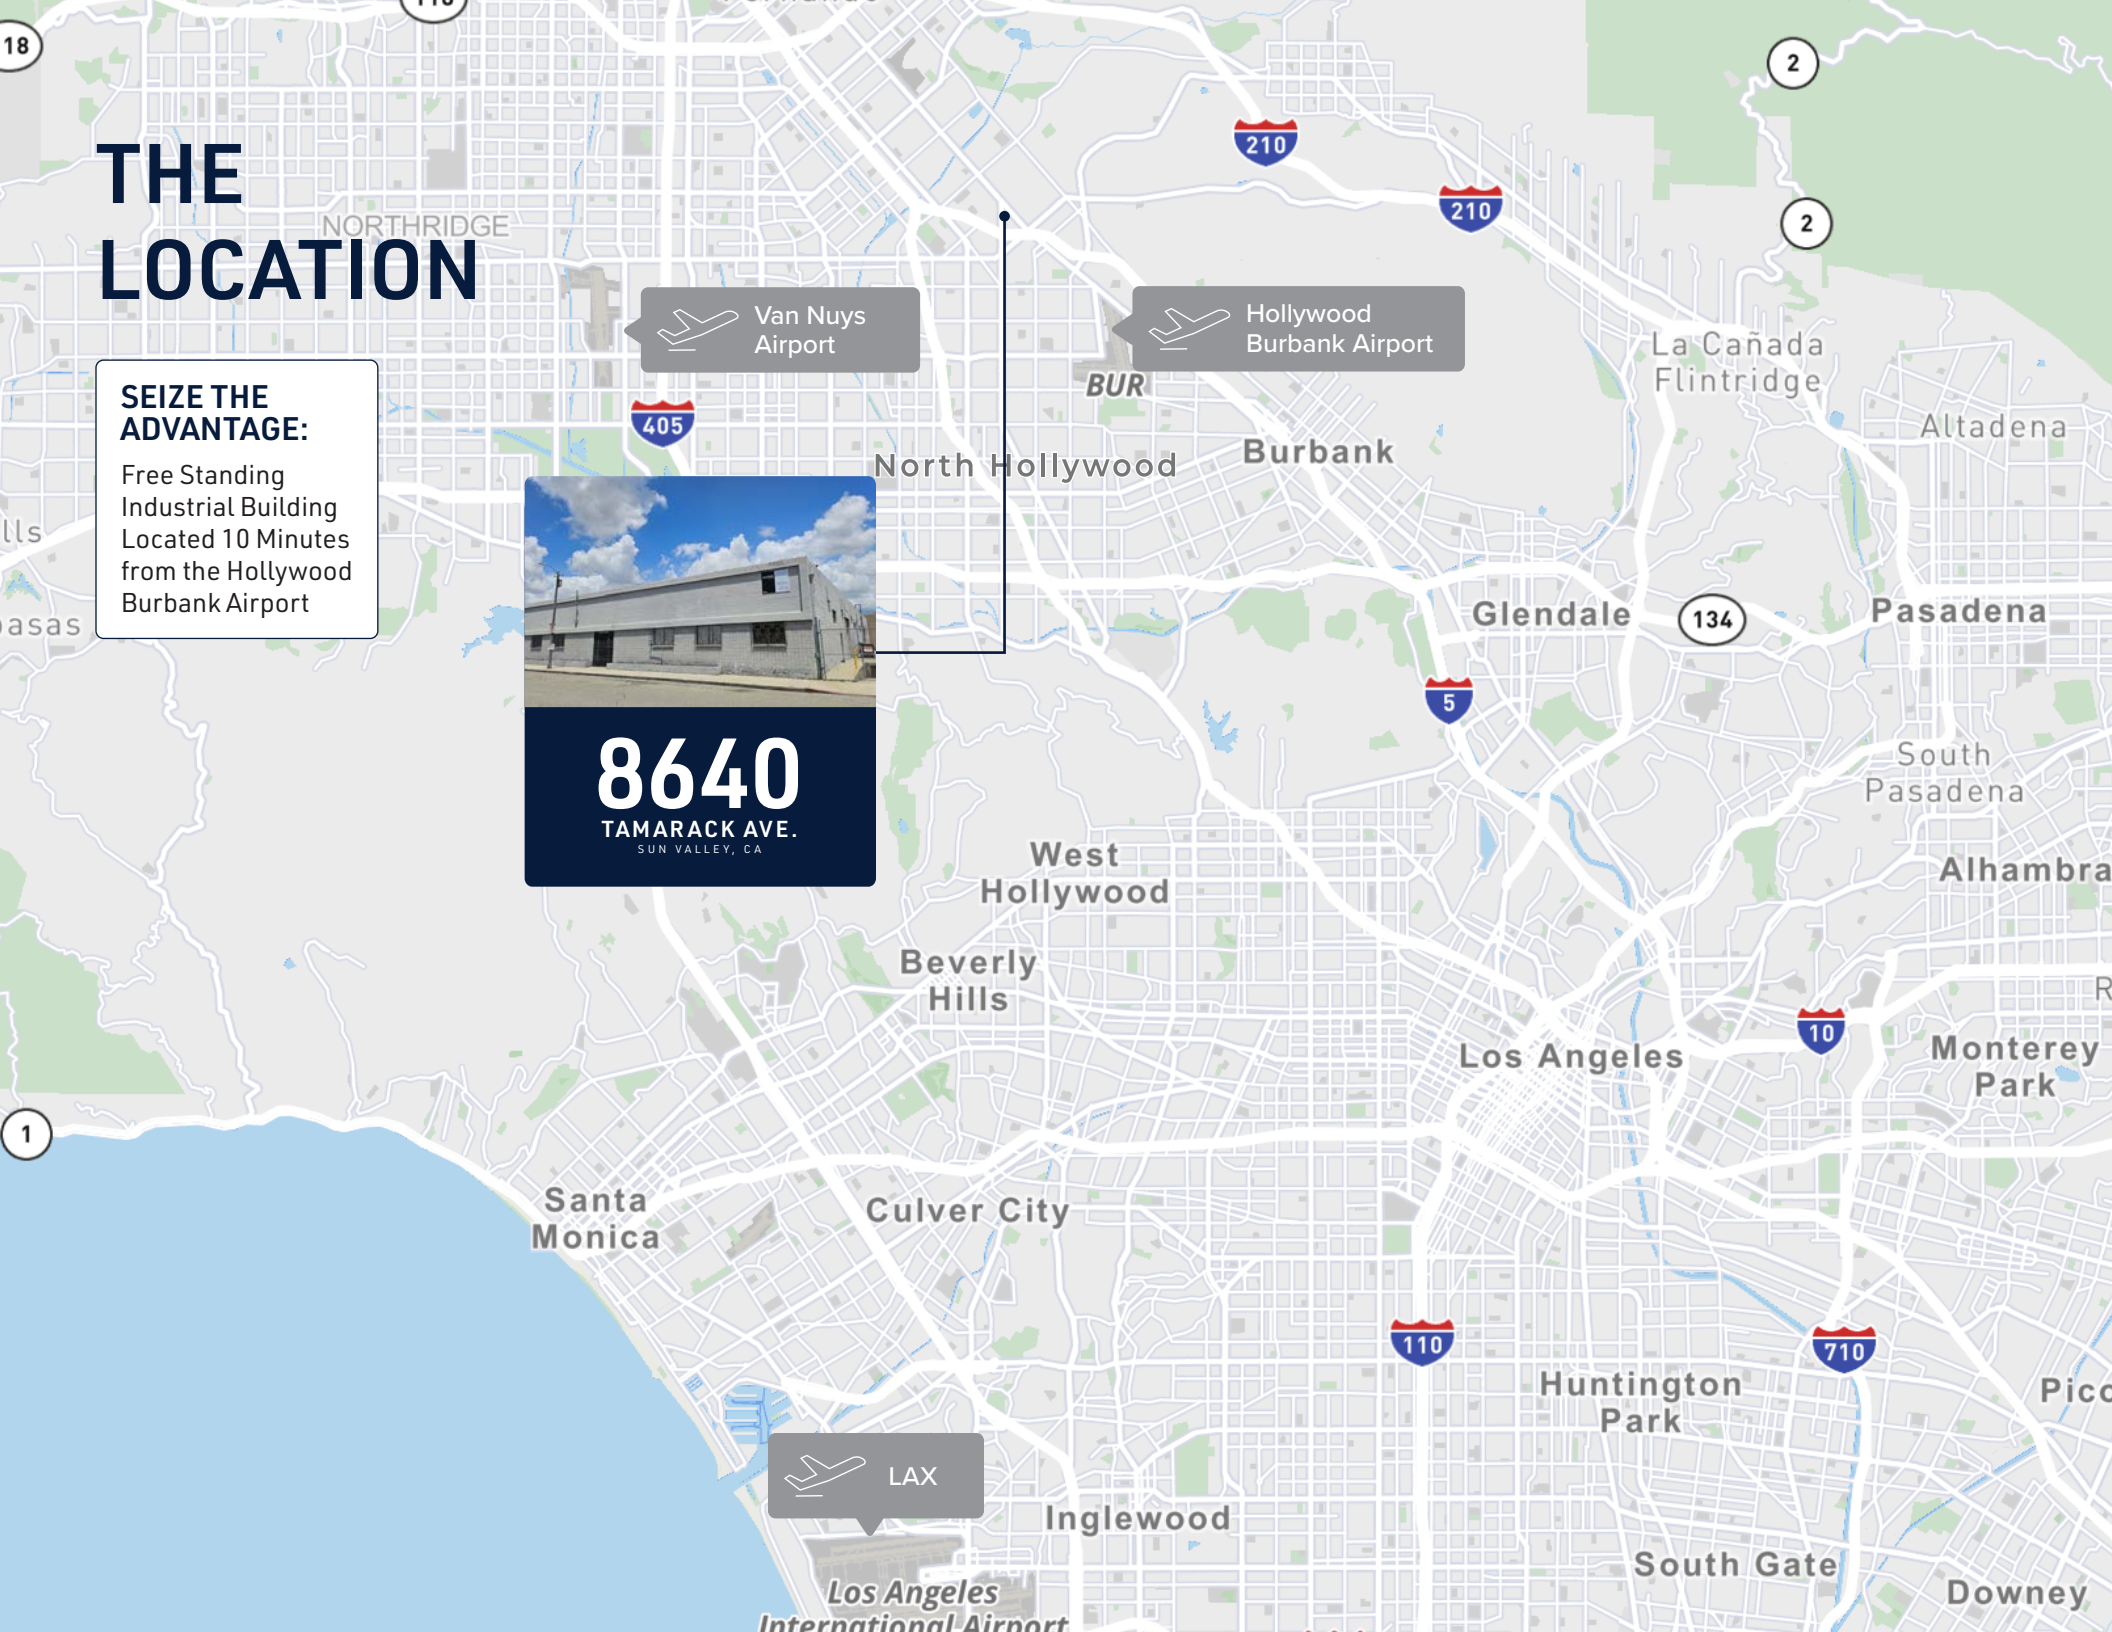 18
2
210
THE
LOCATION
NORTHRIDGE
210
2
Van Nuys
Airport
Hollywood
Burbank Airport
BUR
La Cañada
Flintridge
SEIZE THE
ADVANTAGE:
Free Standing
Industrial Building
Located 10 Minutes
from the Hollywood
Burbank Airport
405
Altadena
North Hollywood
Burbank
lls
asas
Glendale
134
Pasadena
5
8640
TAMARACK AVE.
SUN VALLEY, CA
South
Pasadena
West
Hollywood
Alhambra
Beverly
Hills
R
10
Los Angeles
Monterey
Park
1
Santa
Monica
Culver City
110
710
Huntington
Park
Pico
LAX
Inglewood
South Gate
Los Angeles
International Airport
Downey